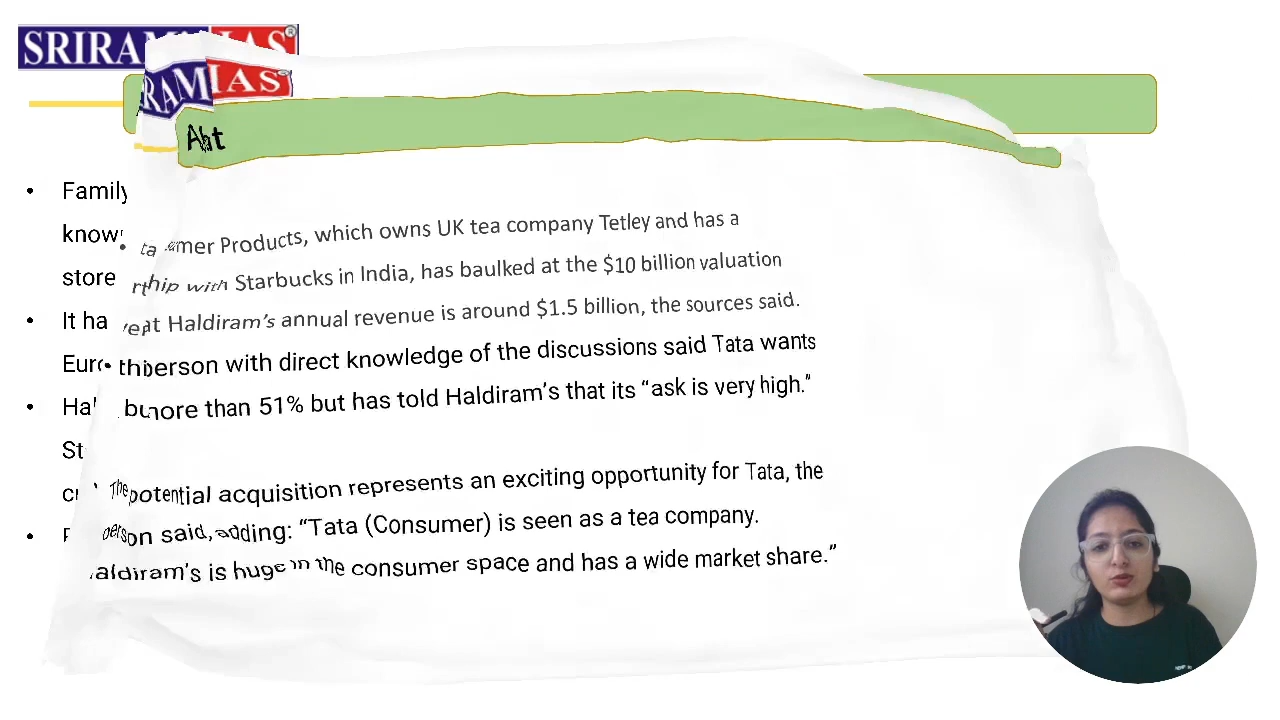 SRIRAM IAS
RAM IAS
Family
know
store
It ha
Eur
Ha
St
mer Products, which owns UK tea company Tetley and has a
with Starbucks in India, has baulked at the $10 billion valuation
at Haldiram's annual revenue is around $1.5 billion, the sources said.
person with direct knowledge of the discussions said Tata wants
more than 51% but has told Haldiram's that its “ask is very high.”
The potential acquisition represents an exciting opportunity for Tata, the
person said, adding: “Tata (Consumer) is seen as a tea company.
aldiram's is huge in the consumer space and has a wide market share.”